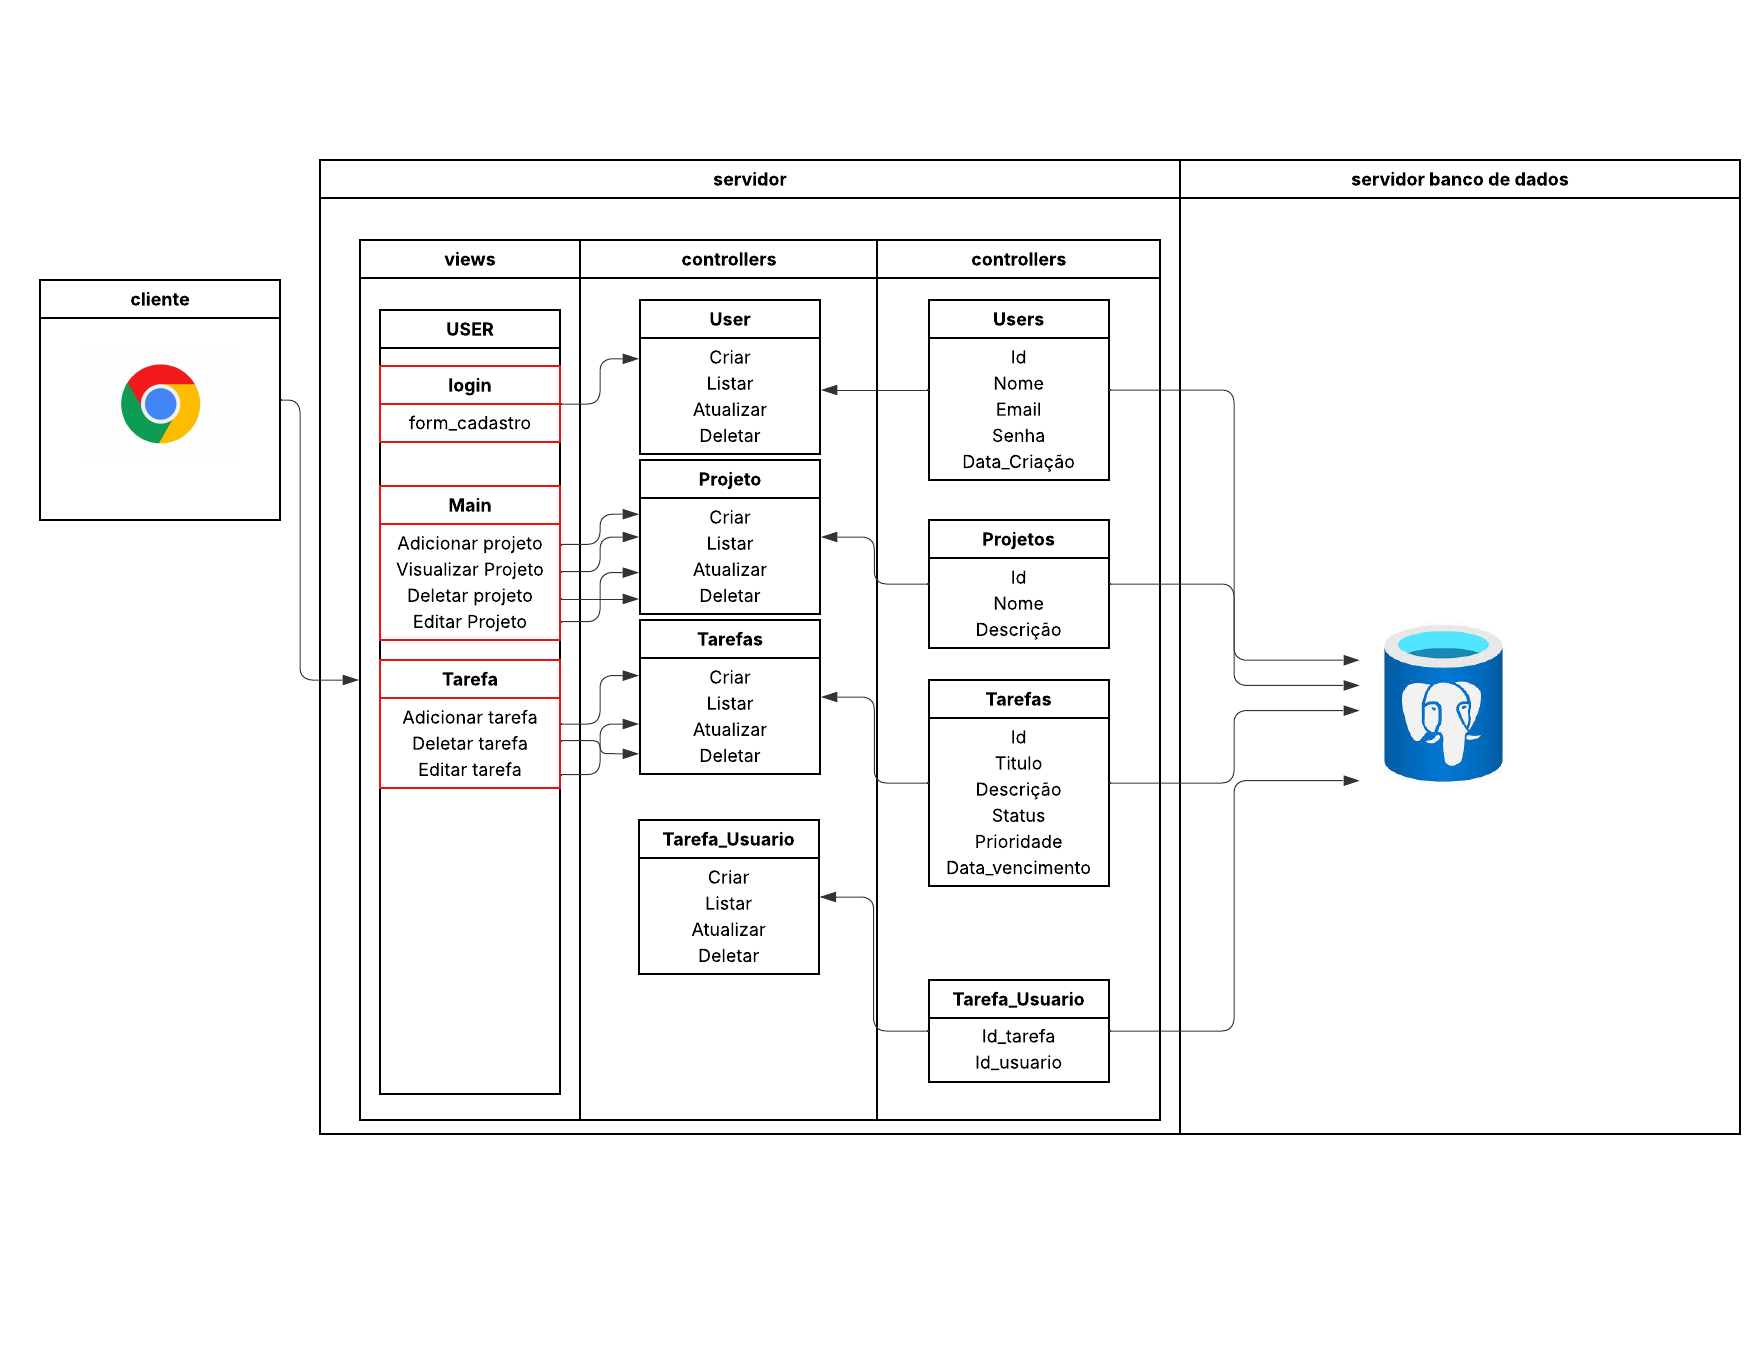 servidor
servidor banco de dados
cliente
views
controllers
controllers
USER
login
form_cadastro
Main
Adicionar projeto
Visualizar Projeto
Deletar projeto
Editar Projeto
Tarefa
Adicionar tarefa
Deletar tarefa
Editar tarefa
User
Criar
Listar
Atualizar
Deletar
Projeto
Criar
Listar
Atualizar
Deletar
Tarefas
Criar
Listar
Atualizar
Deletar
Tarefa_Usuario
Criar
Listar
Atualizar
Deletar
Users
Id
Nome
Email
Senha
Data_Criação
Projetos
Id
Nome
Descrição
Tarefas
Id
Titulo
Descrição
Status
Prioridade
Data_vencimento
Tarefa_Usuario
Id_tarefa
Id_usuario